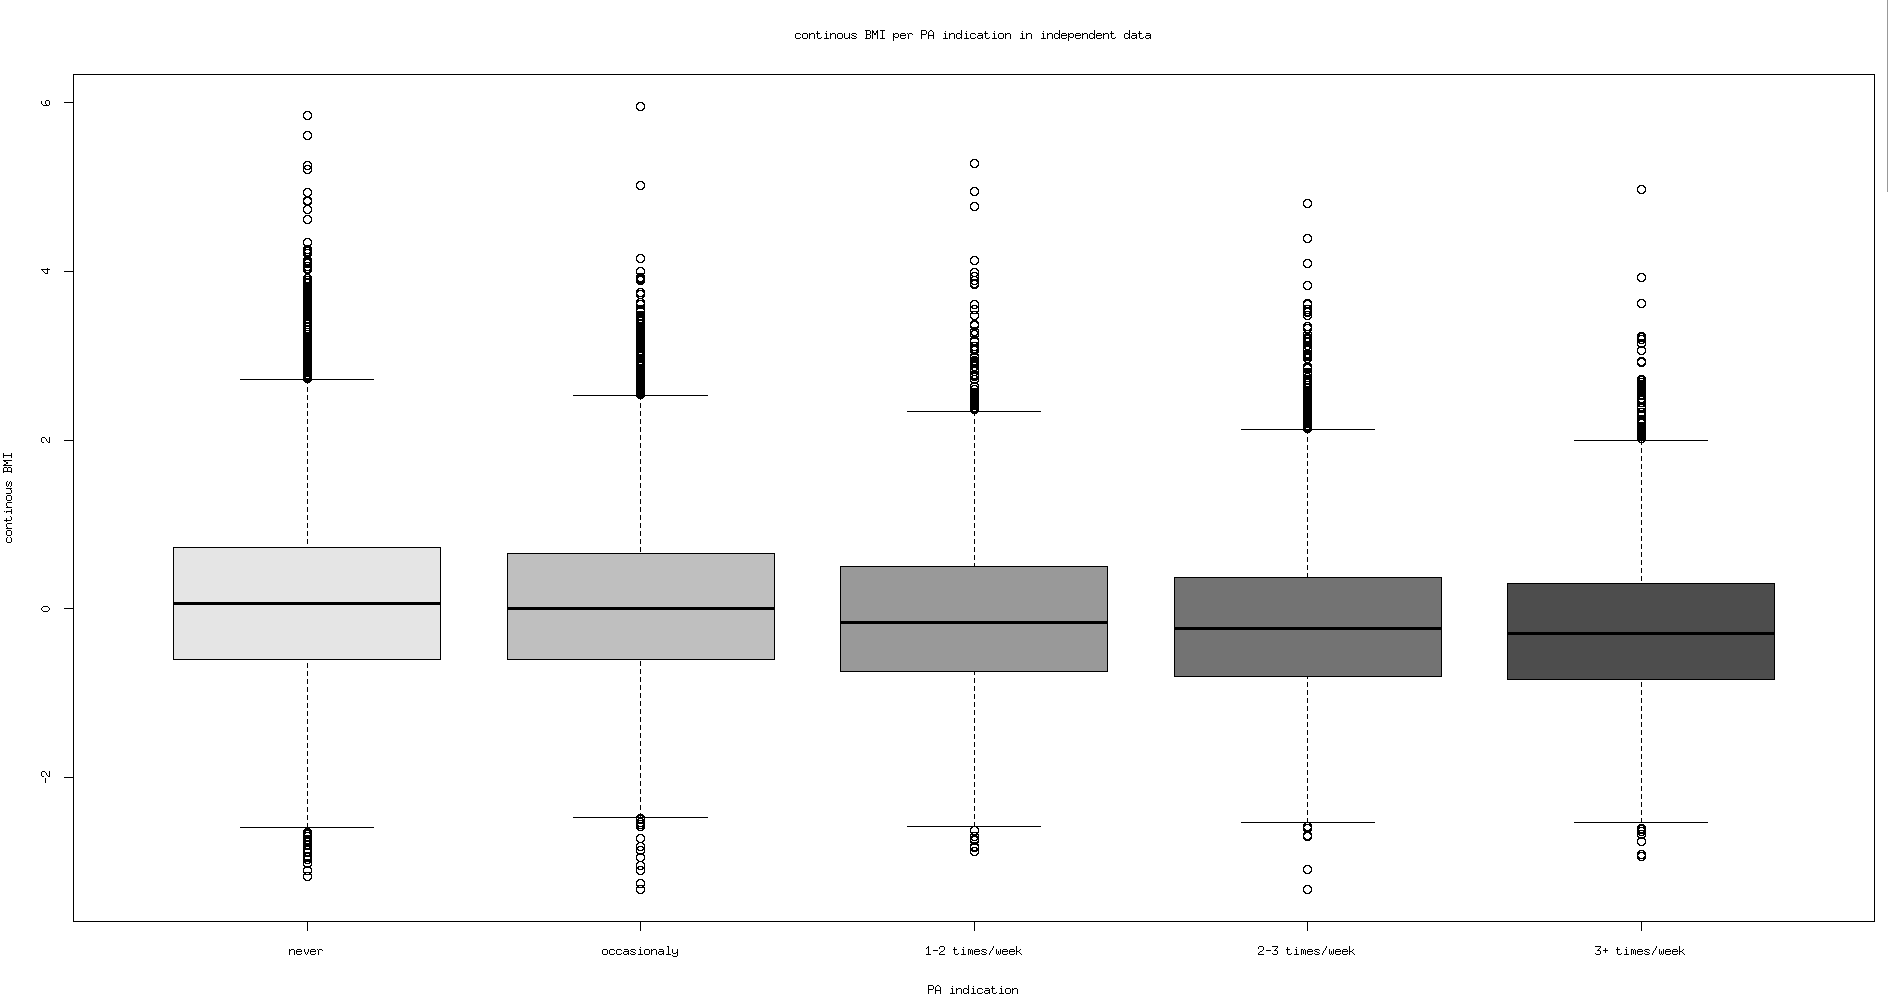 continous BMI per PA indication in independent data
6
4
2
0
-2
continous BMI
never
occasionaly
1-2 times/week
2-3 times/week
3+ times/week
PA indication